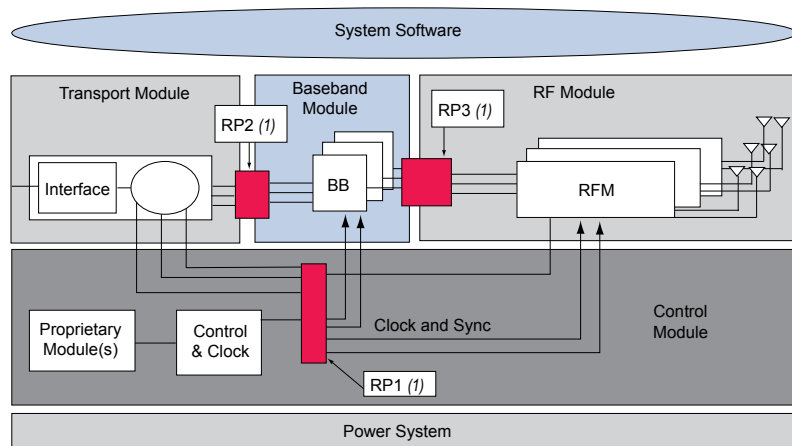 System Software
Transport Module
Baseband
Module
RF Module
RP2 (1)
RP3 (1)
Interface
BB
RFM
Proprietary
Module(s)
Control
& Clock
Clock and Sync
Control
Module
RP1 (1)
Power System